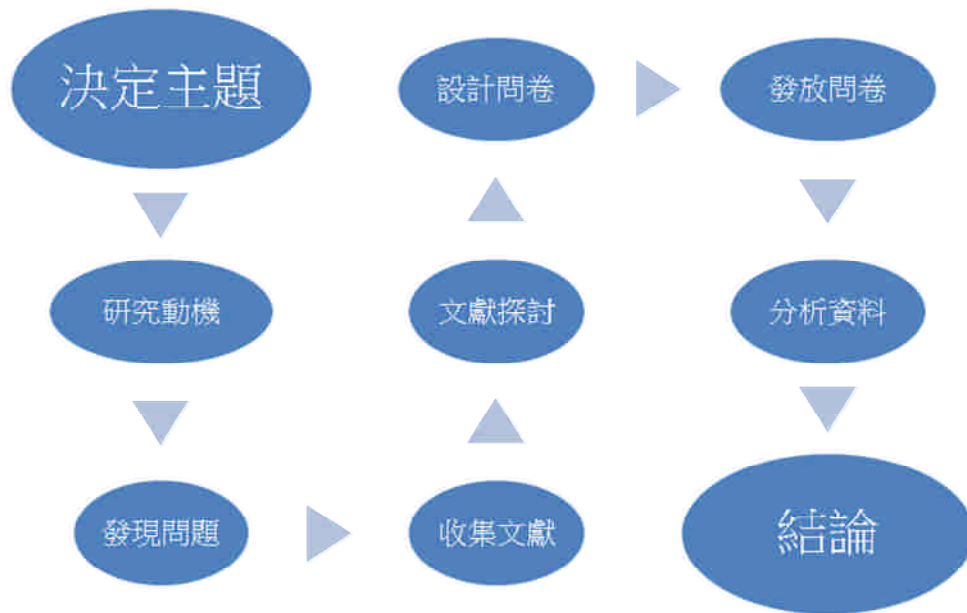 決定主題
研究動機
發現問題
收集文獻
文獻探討
設計問卷
發放問卷
分析資料
結論